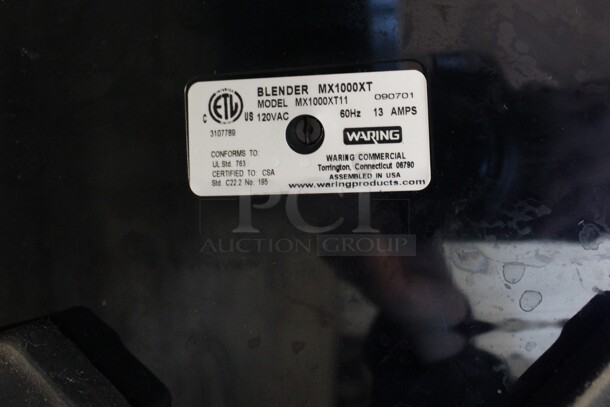 BLENDER MX1000XT
MODEL MX1000XT11 090701
C ETL US 120VAC 60Hz 13 AMPS
3107789
WARING
CONFORMS TO:
UL Std. 763
CERTIFIED TO: CSA
Std. C22.2 No. 195
WARING COMMERCIAL
Torrington, Connecticut 06790
ASSEMBLED IN USA
www.waringproducts.com
PCI
AUCTION GROUP